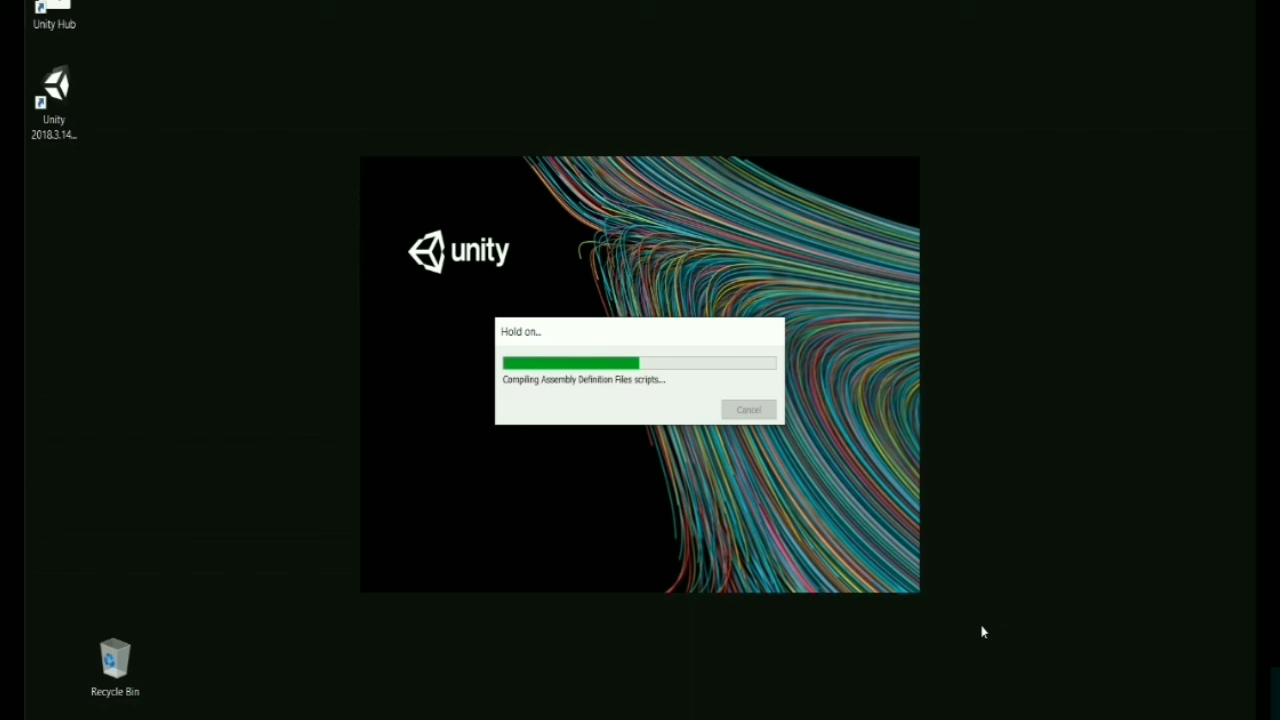 Unity Hub
Unity
2018.3.14...
unity
Hold on...
Compiling Assembly Definition Files scripts...
Cancel
Recycle Bin